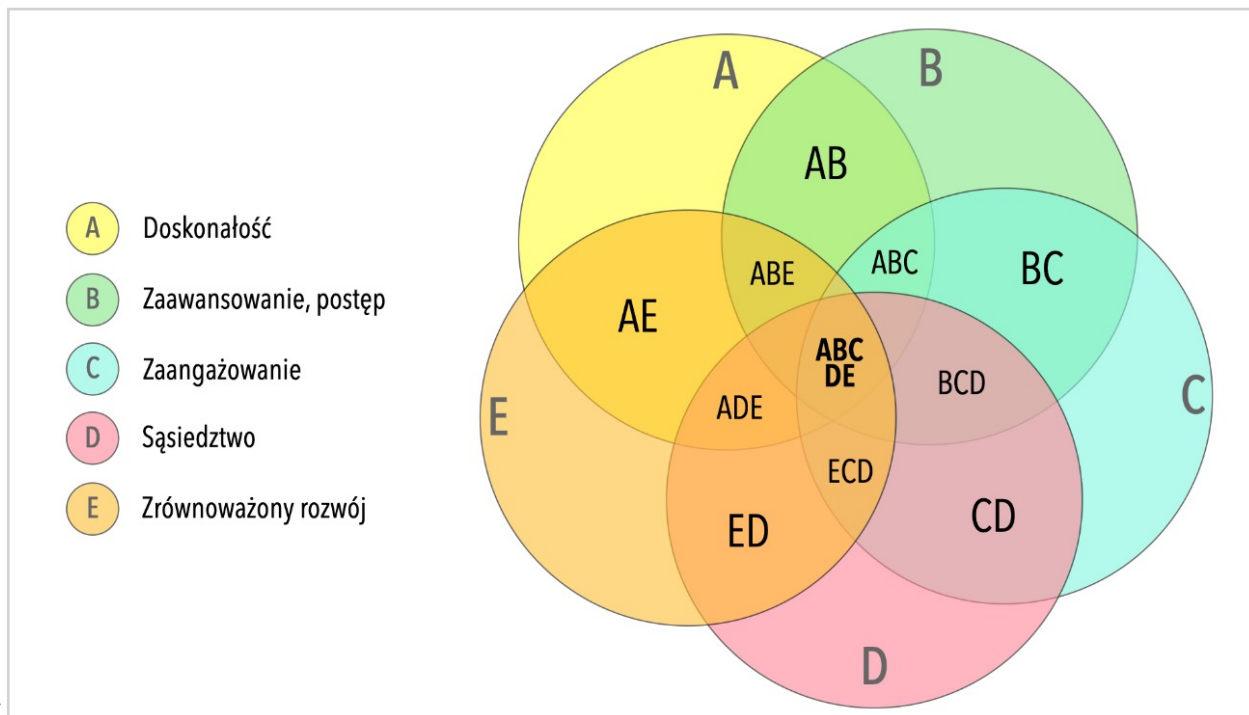 A Doskonałość
B Zaawansowanie, postęp
C Zaangażowanie
D Sąsiedztwo
E Zrównoważony rozwój
A
B
AB
ABE
ABC
BC
AE
ABC
DE
BCD
ADE
C
E
ECD
ED
CD
D